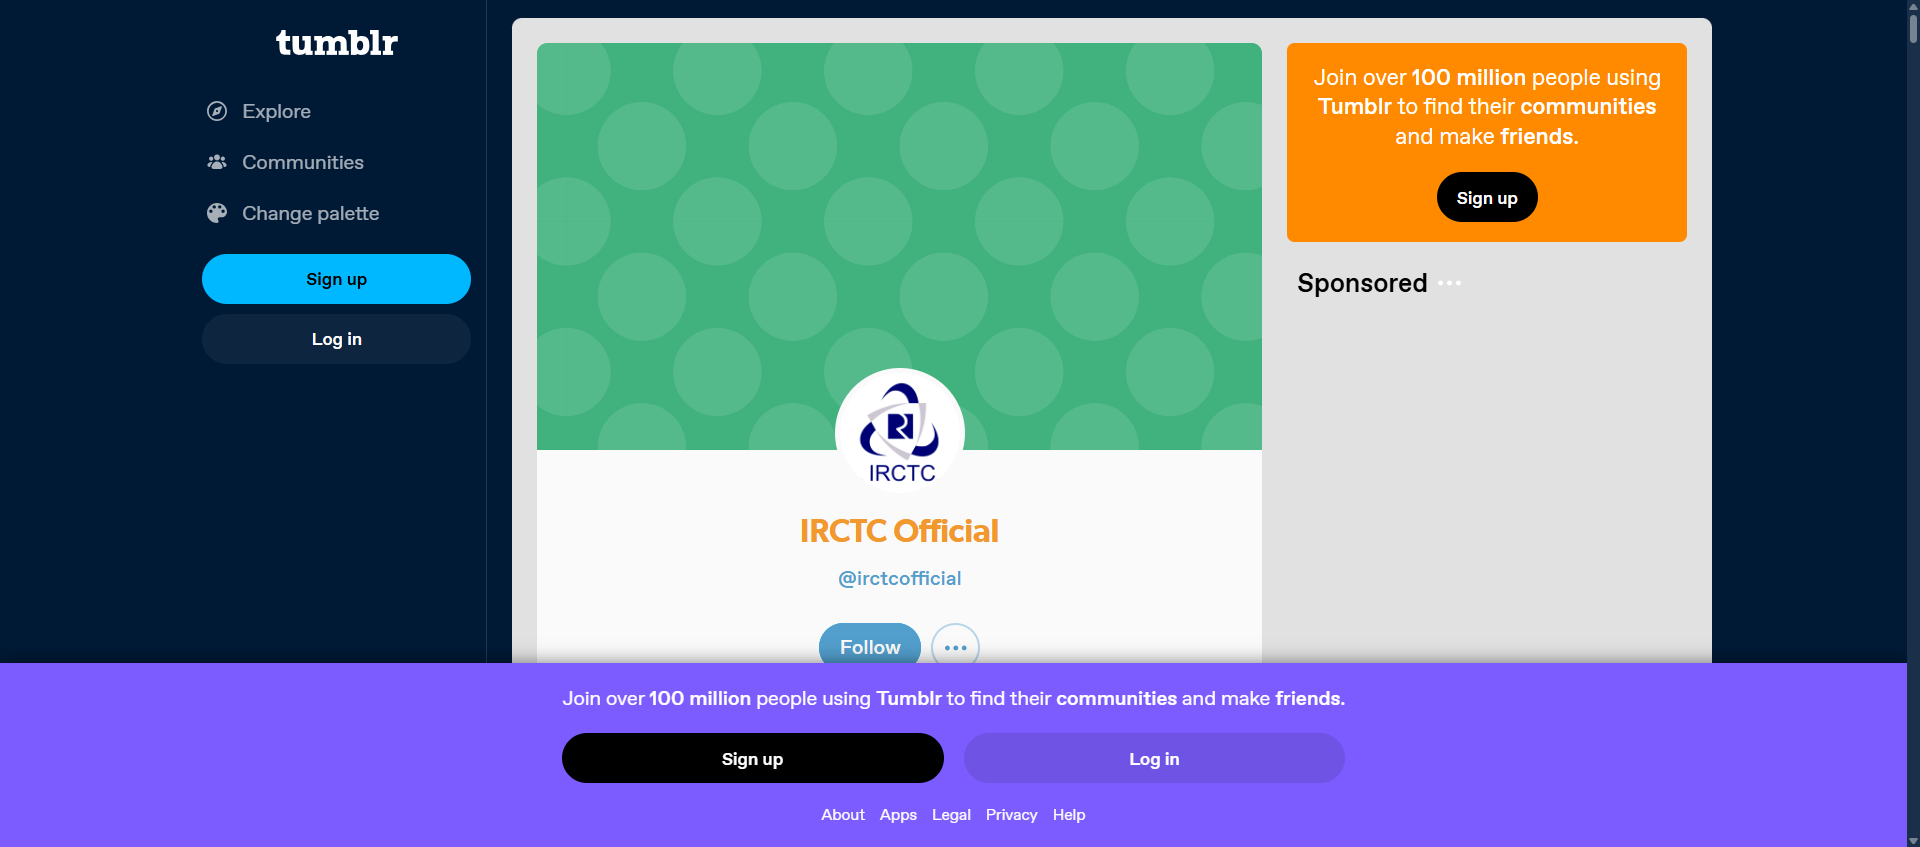 tumblr
Explore
Communities
Change palette
Sign up
Log in
IRCTC
IRCTC Official
@irctcofficial
Follow
Join over 100 million people using
Tumblr to find their communities
and make friends.
Sign up
Sponsored
Join over 100 million people using Tumblr to find their communities and make friends.
Sign up
Log in
About Apps Legal Privacy Help